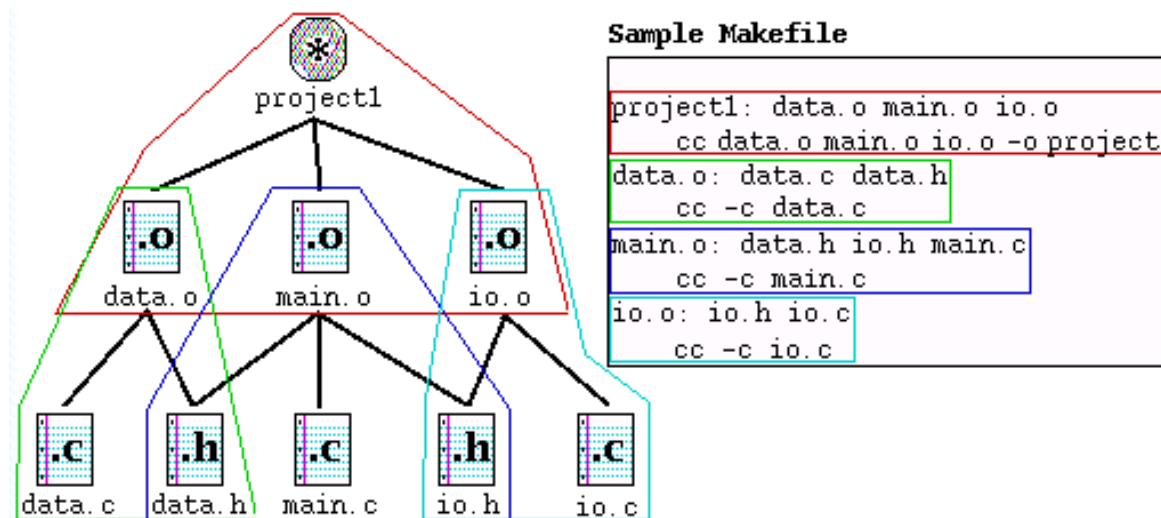 Sample Makefile
*
project1
project1: data.o main.o io.o
cc data.o main.o io.o -o project
data.o: data.c data.h
cc -c data.c
main.o: data.h io.h main.c
cc -c main.c
io.o: io.h io.c
cc -c io.c
.o .o .o
data.o main.o io.o
.c .h .c .h .c
data.c data.h main.c io.h io.c